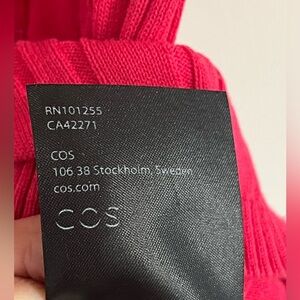 RN101255
CA42271
COS
106 38 Stockholm, Sweden
cos.com
COS